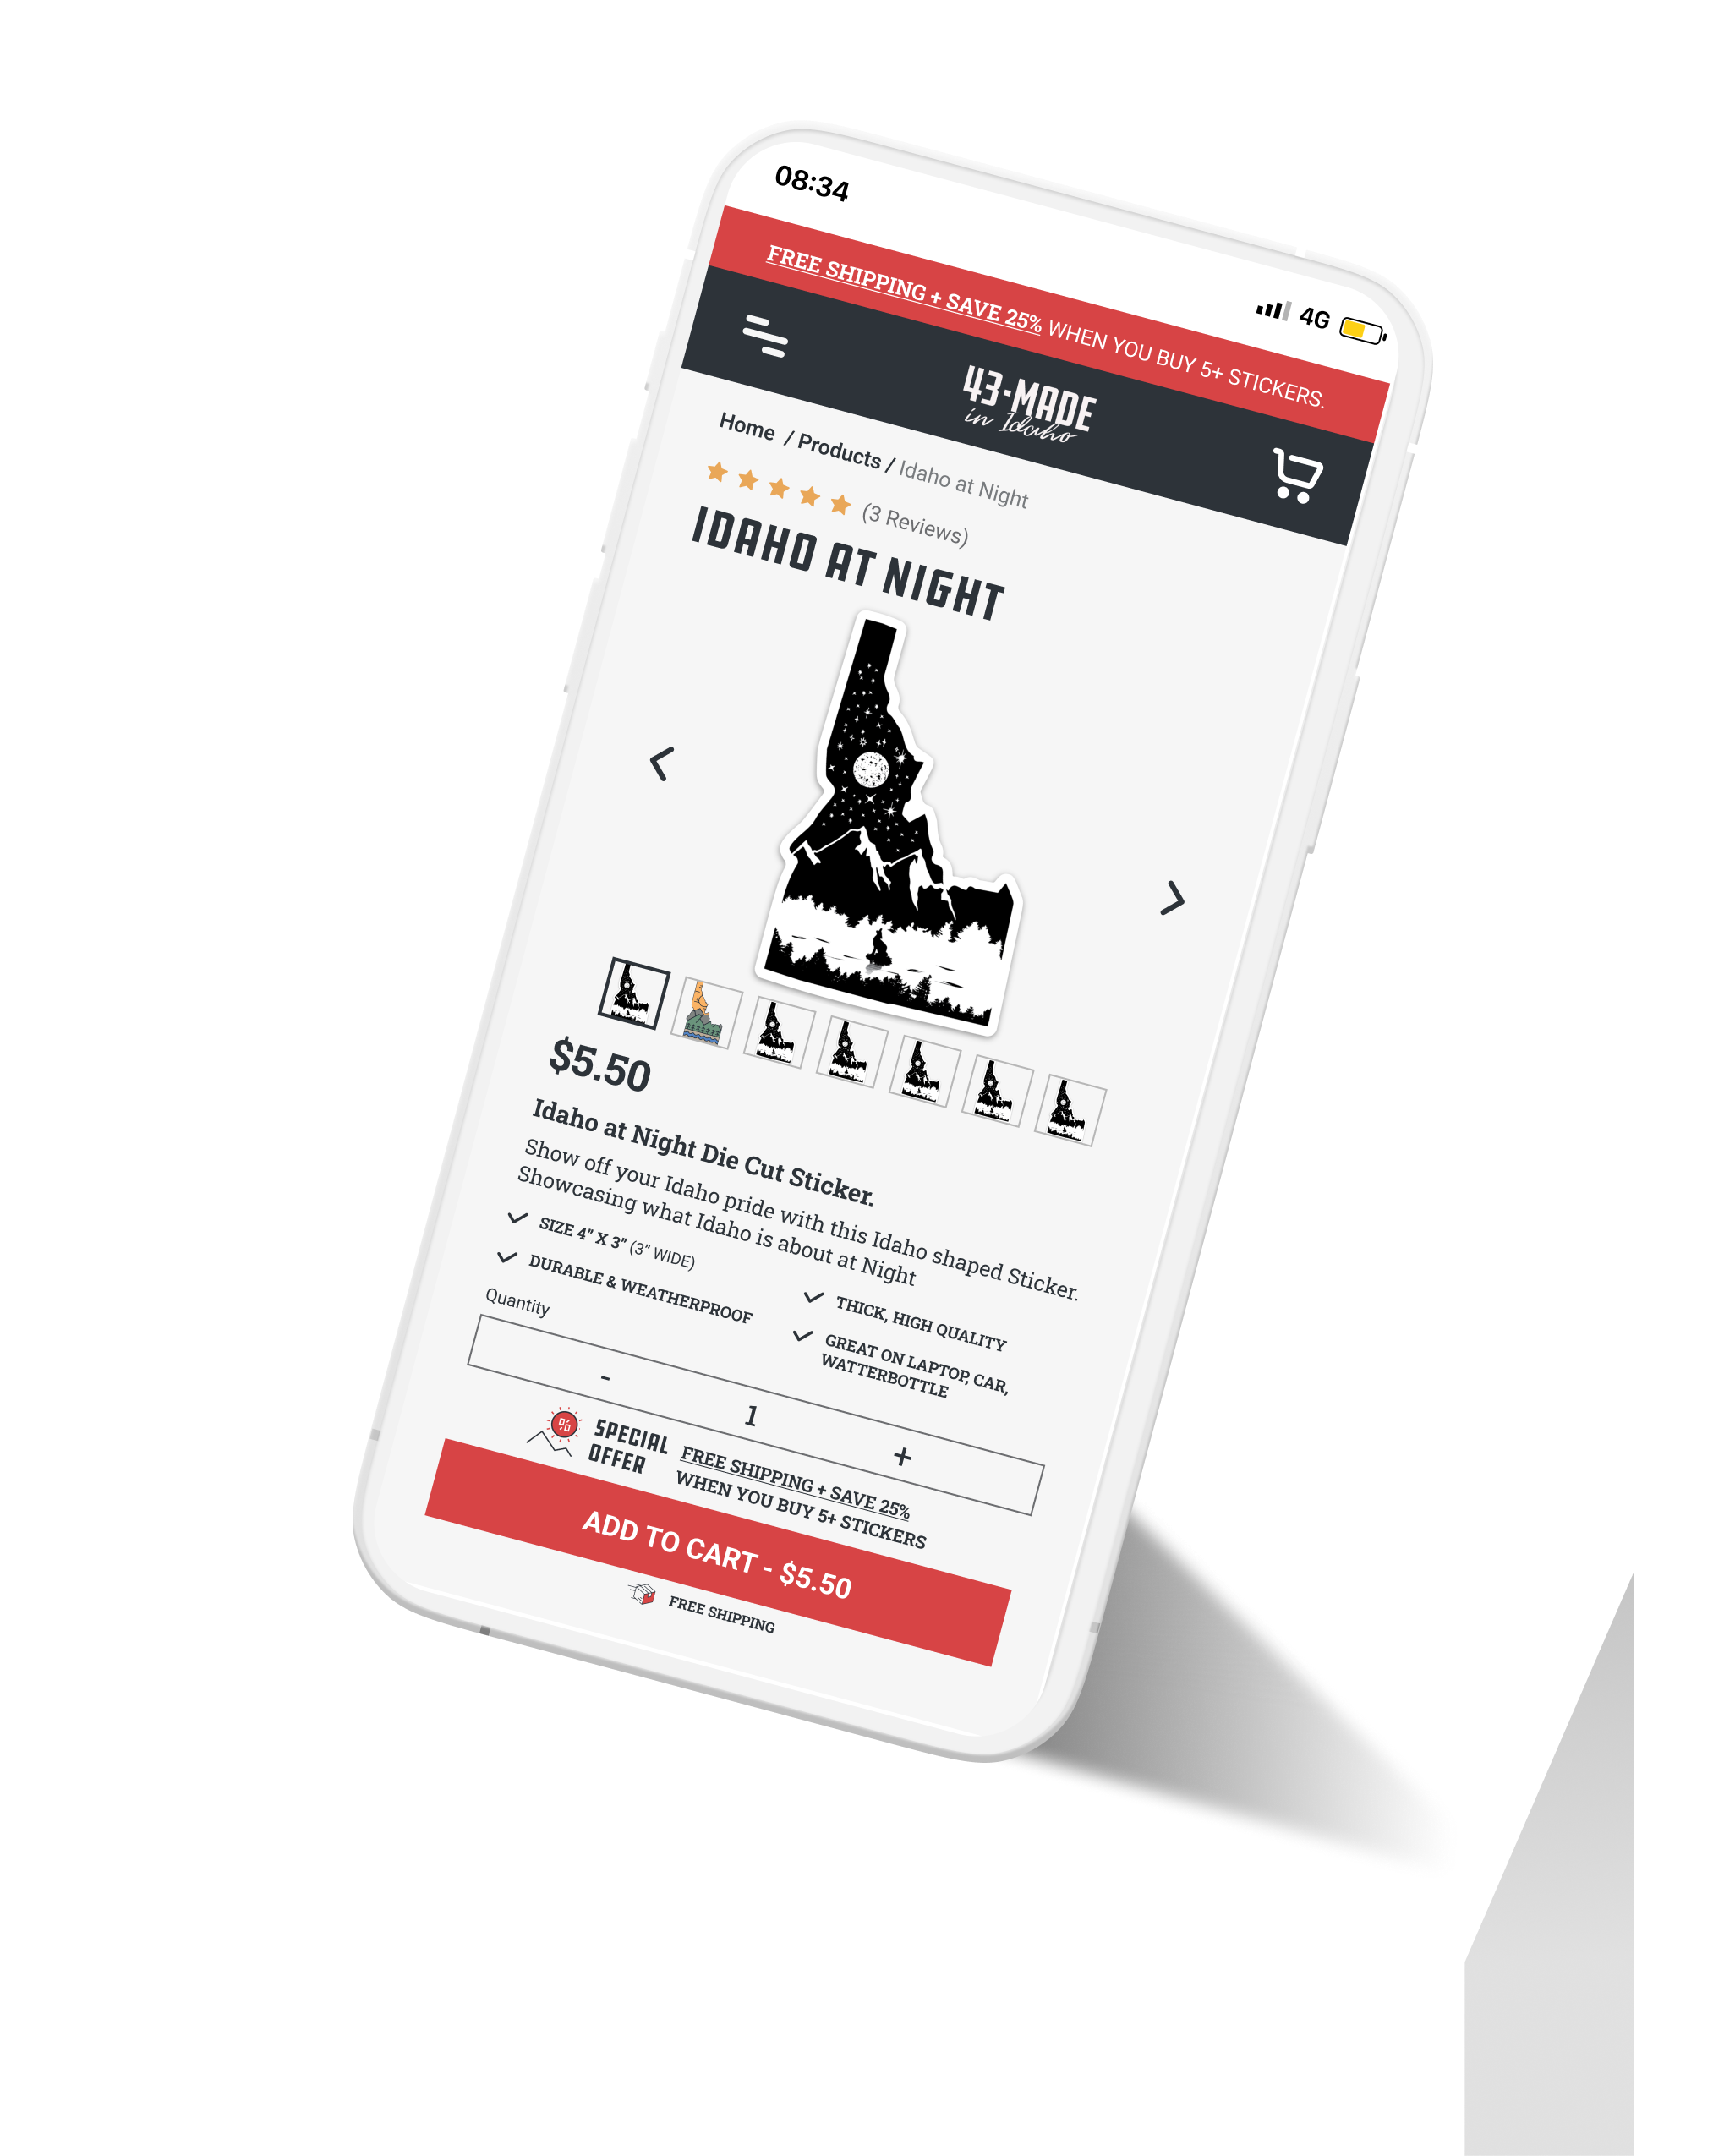 08:34
4G
FREE SHIPPING + SAVE 25% WHEN YOU BUY 5+ STICKERS.
43·MADE
in Idaho
Home / Products / Idaho at Night
(3 Reviews)
IDAHO AT NIGHT
$5.50
Idaho at Night Die Cut Sticker.
Show off your Idaho pride with this Idaho shaped Sticker.
Showcasing what Idaho is about at Night
SIZE 4” X 3” (3” WIDE)
THICK, HIGH QUALITY
DURABLE & WEATHERPROOF
GREAT ON LAPTOP, CAR,
WATTERBOTTLE
Quantity
- 1 +
%
SPECIAL
OFFER
FREE SHIPPING + SAVE 25%
WHEN YOU BUY 5+ STICKERS
ADD TO CART - $5.50
FREE SHIPPING